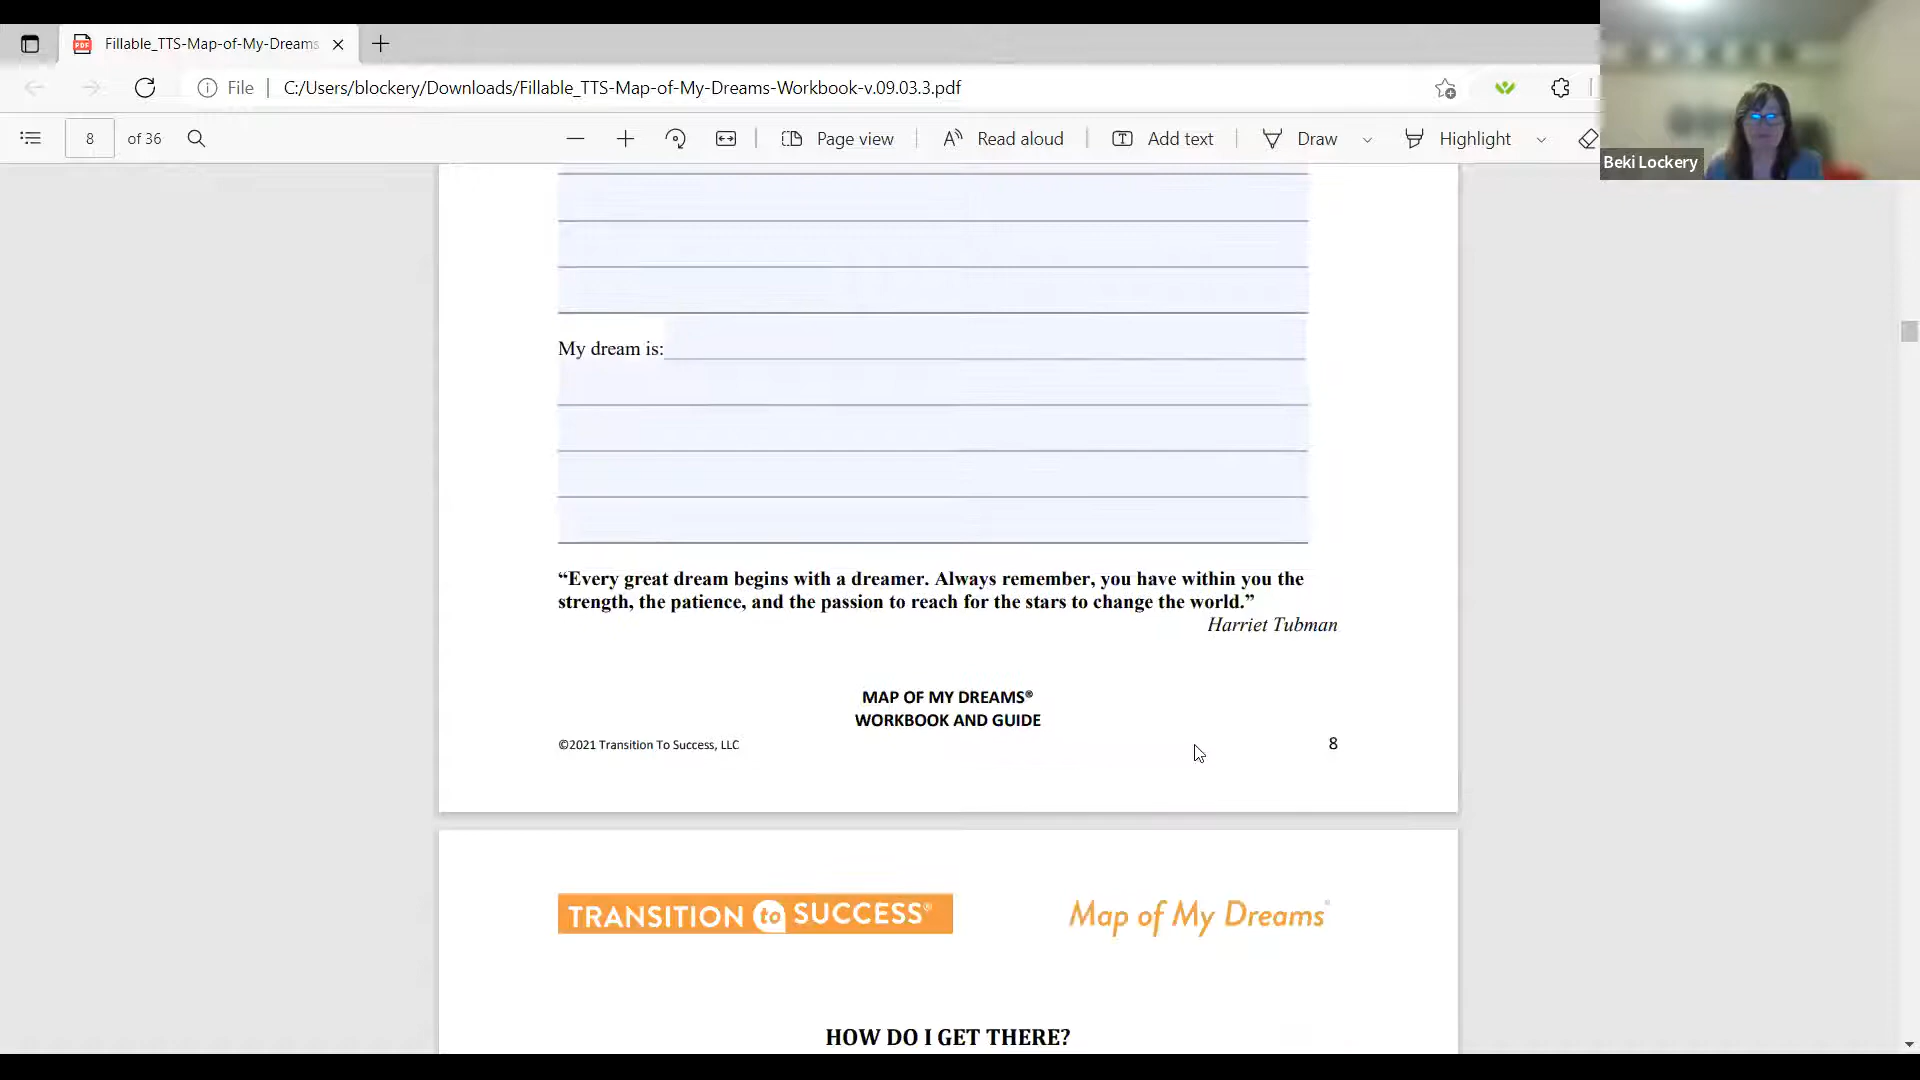 Fillable_TTS-Map-of-My-Dreams
File
C:/Users/blockery/Downloads/Fillable_TTS-Map-of-My-Dreams-Workbook-v.09.03.3.pdf
8 of 36
Page view
Read aloud
Add text
Draw
Highlight
Beki Lockery
My dream is:
“Every great dream begins with a dreamer. Always remember, you have within you the
strength, the patience, and the passion to reach for the stars to change the world.”
Harriet Tubman
MAP OF MY DREAMS®
WORKBOOK AND GUIDE
©2021 Transition To Success, LLC
8
TRANSITION to SUCCESS®
Map of My Dreams®
HOW DO I GET THERE?